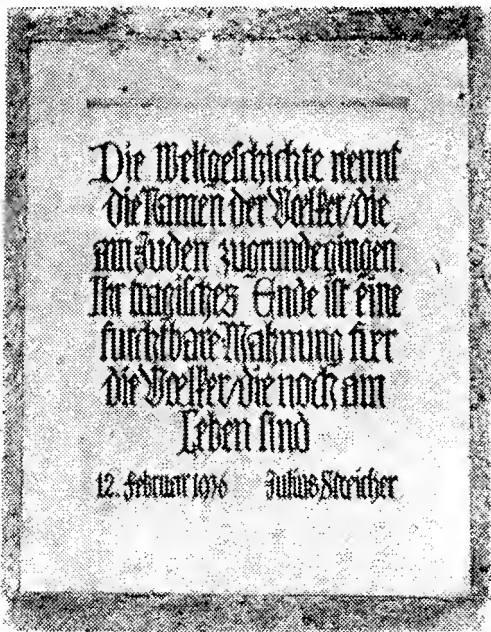 Die Weltgeschichte nennt
die Namen der Voelker/die
an Juden zugrundegingen.
Ihr tragisches Ende ist eine
furchtbare Mahnung fuer
die Voelker/die noch am
Leben sind
12. Februar 1936 Julius Streicher